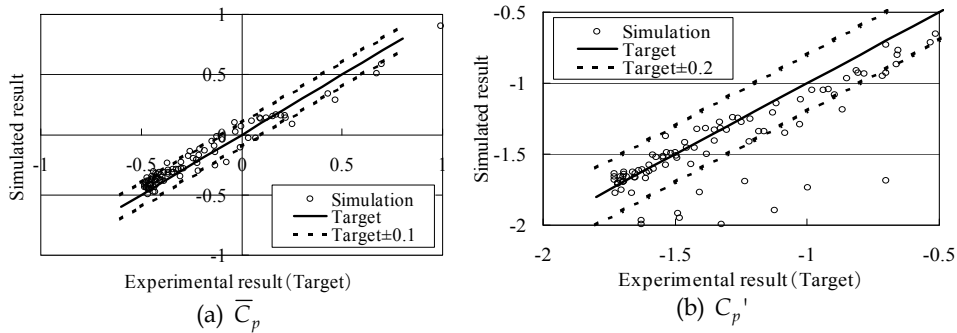 1
Simulated result
0.5
-1
-0.5
0
0
0.5
1
-0.5
Simulation
Target
Target±0.1
-1
Experimental result (Target)
(a) C̅p
-0.5
Simulation
Target
Target±0.2
Simulated result
-1
-1.5
-2
-2
-1.5
-1
-0.5
Experimental result (Target)
(b) Cp'